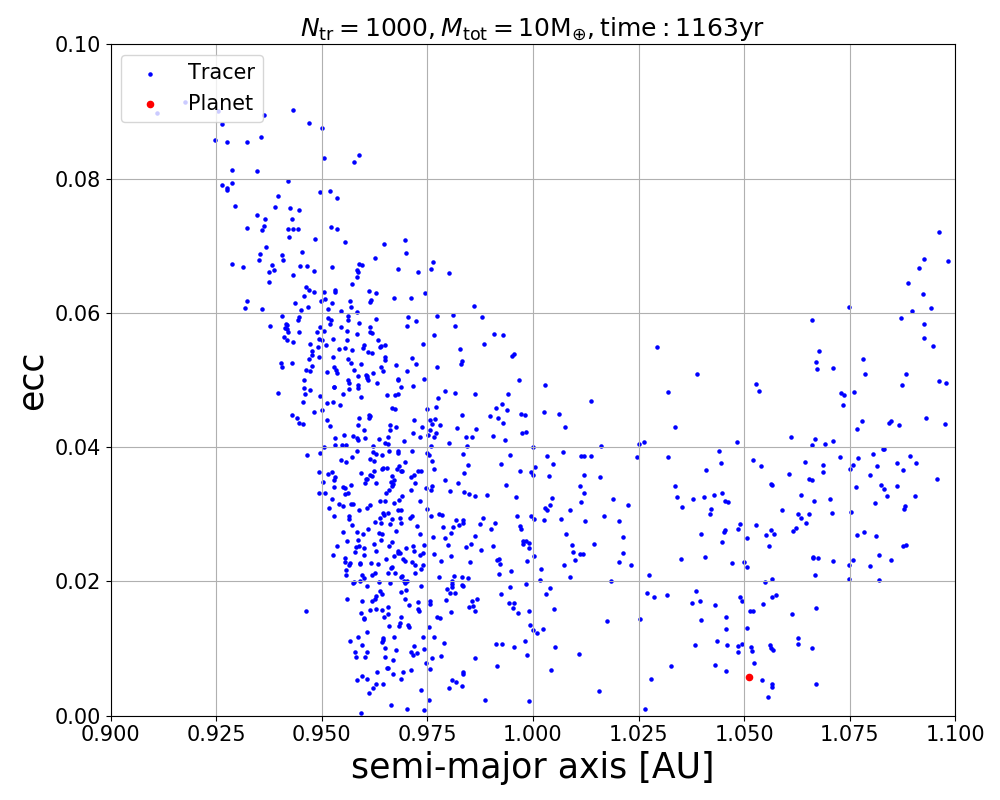 N_tr = 1000, M_tot = 10M_⊕, time : 1163yr
Tracer
Planet
ecc
0.10
0.08
0.06
0.04
0.02
0.00
0.900 0.925 0.950 0.975 1.000 1.025 1.050 1.075 1.100
semi-major axis [AU]